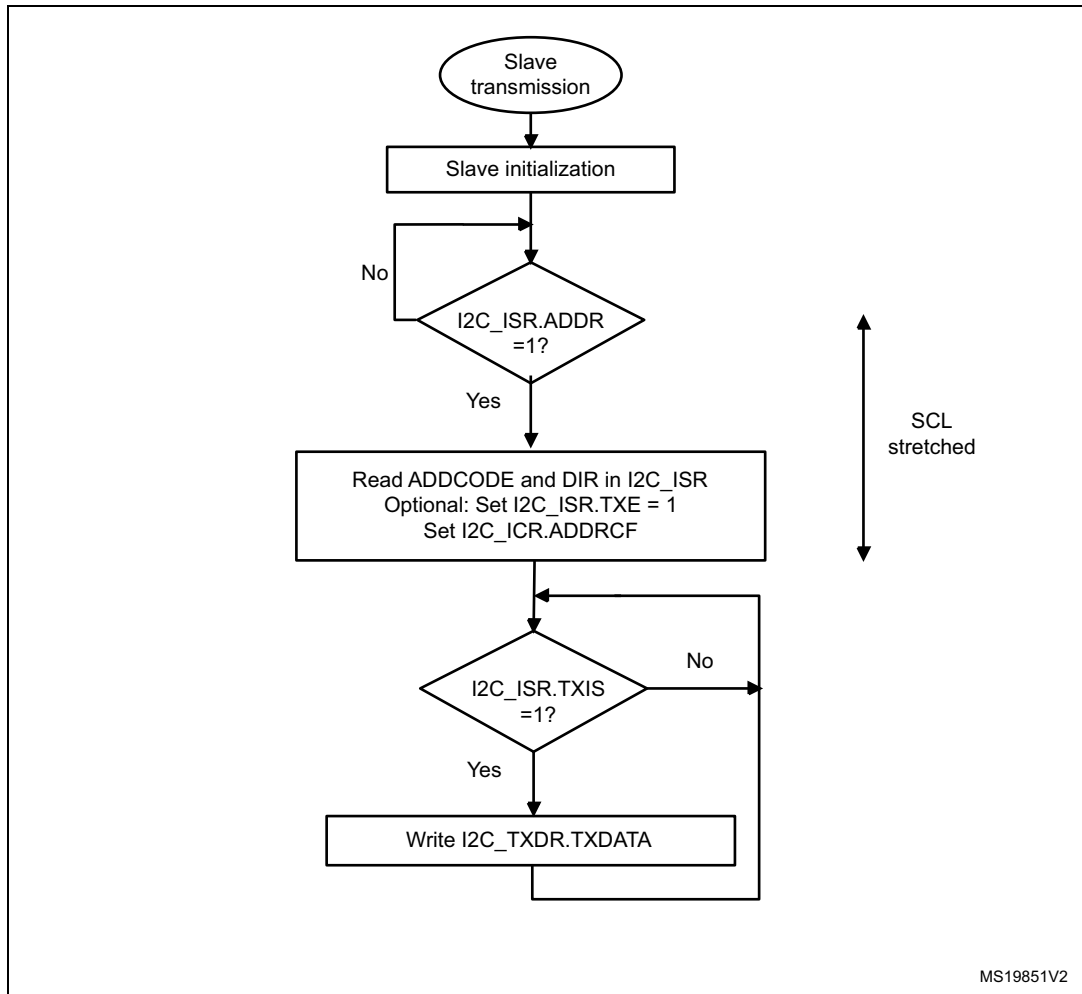 Slave
transmission
Slave initialization
No
I2C_ISR.ADDR
=1?
Yes
SCL
stretched
Read ADDCODE and DIR in I2C_ISR
Optional: Set I2C_ISR.TXE = 1
Set I2C_ICR.ADDRCF
No
I2C_ISR.TXIS
=1?
Yes
Write I2C_TXDR.TXDATA
MS19851V2